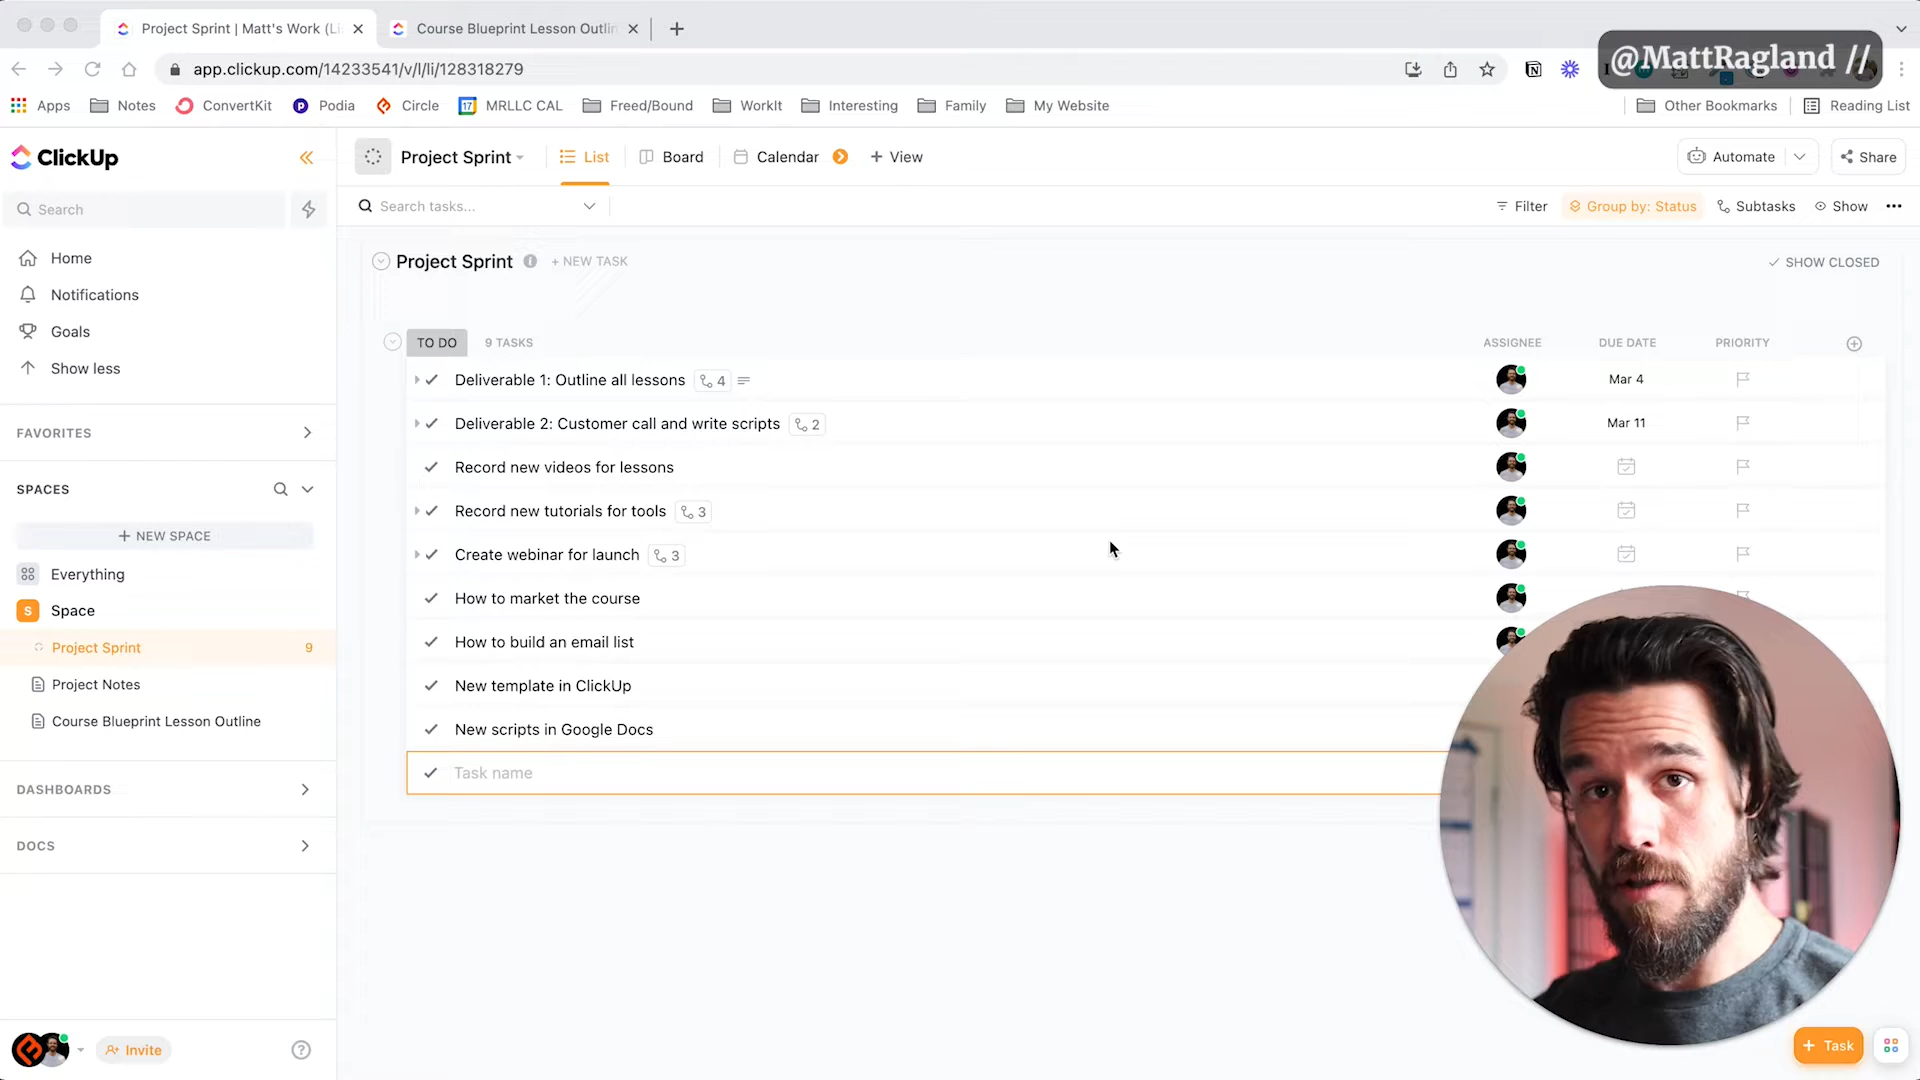 Project Sprint | Matt's Work (Li
Course Blueprint Lesson Outlin
@MattRagland //
app.clickup.com/14233541/v/l/li/128318279
Apps
Notes
ConvertKit
Podia
Circle
MRLLC CAL
Freed/Bound
WorkIt
Interesting
Family
My Website
Other Bookmarks
Reading List
ClickUp
Project Sprint
List
Board
Calendar
+ View
Automate
Share
Search
Search tasks...
Filter
Group by: Status
Subtasks
Show
Home
Notifications
Goals
Show less
FAVORITES
SPACES
+ NEW SPACE
Everything
S Space
Project Sprint 9
Project Notes
Course Blueprint Lesson Outline
DASHBOARDS
DOCS
Invite
Project Sprint
+ NEW TASK
SHOW CLOSED
TO DO
9 TASKS
ASSIGNEE
DUE DATE
PRIORITY
Deliverable 1: Outline all lessons 4
Mar 4
Deliverable 2: Customer call and write scripts 2
Mar 11
Record new videos for lessons
Record new tutorials for tools 3
Create webinar for launch 3
How to market the course
How to build an email list
New template in ClickUp
New scripts in Google Docs
Task name
+ Task